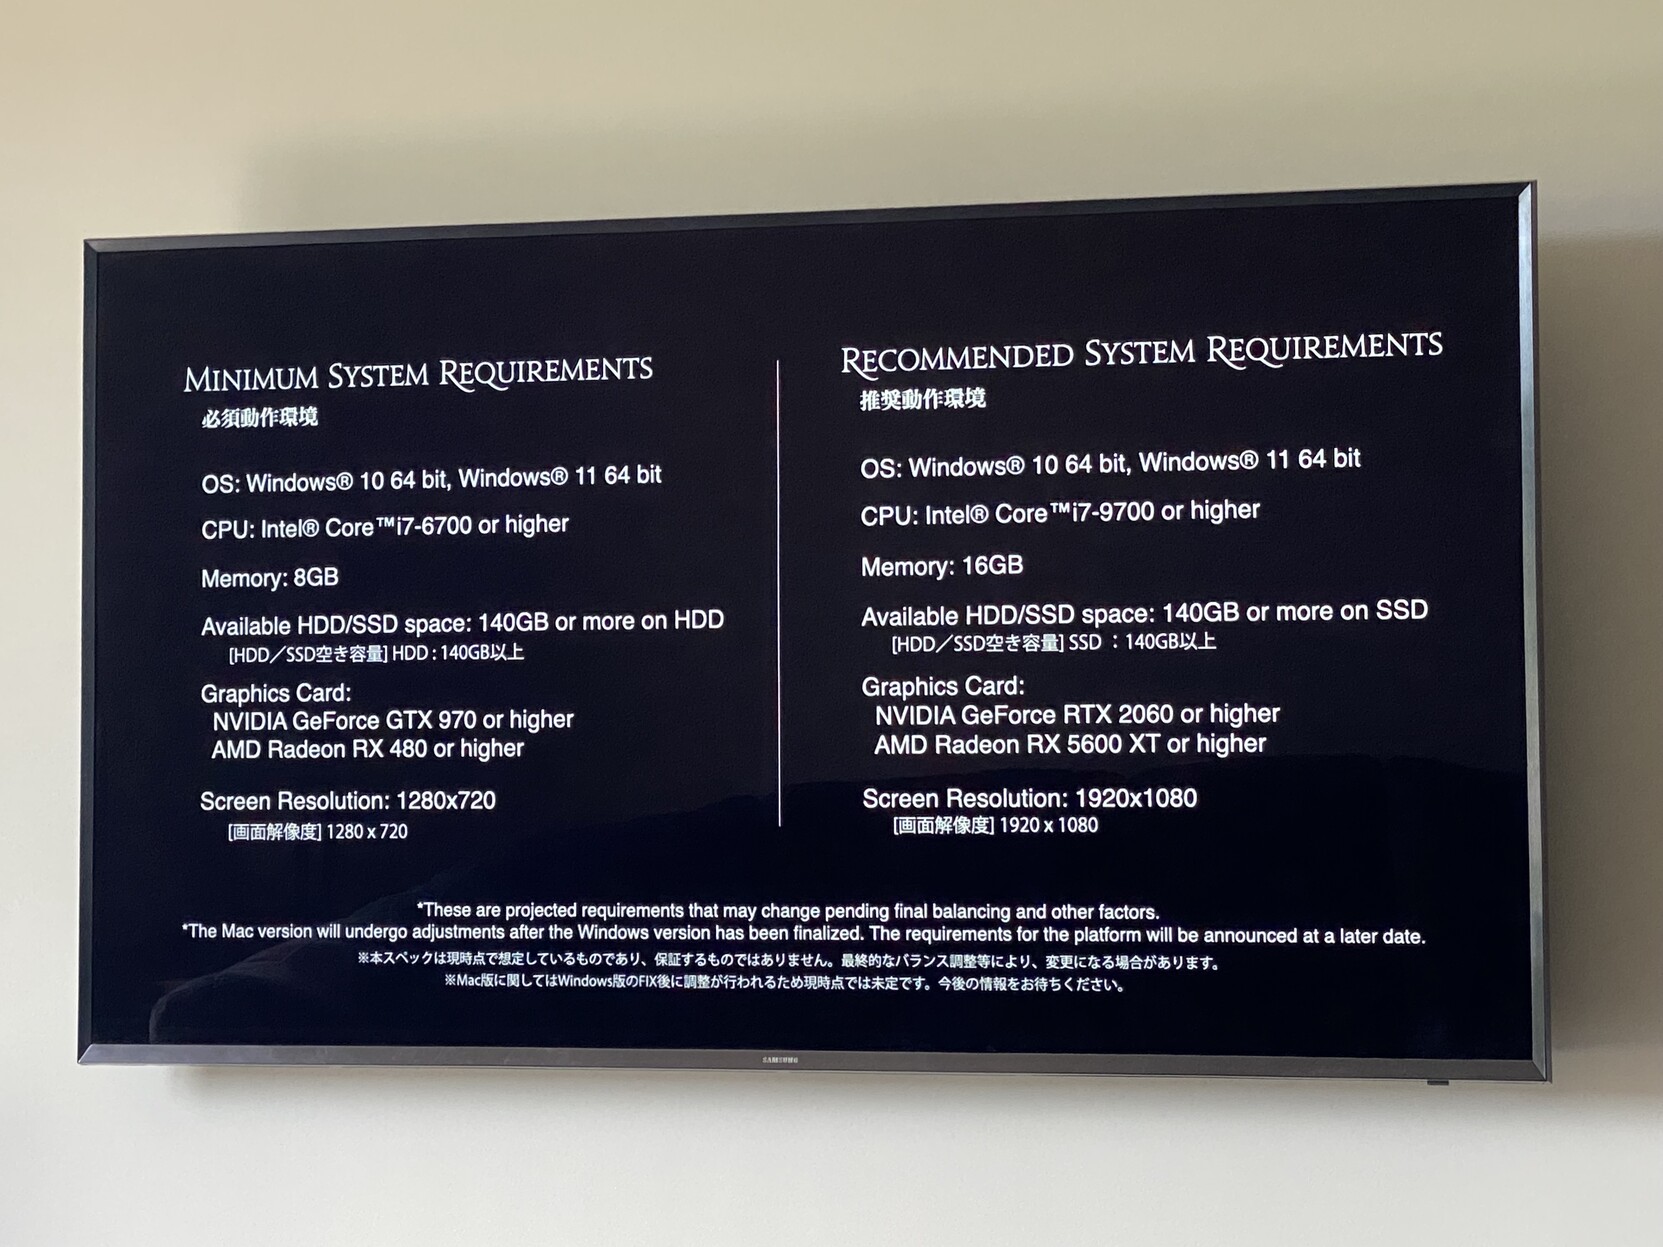 MINIMUM SYSTEM REQUIREMENTS
必須動作環境
OS: Windows® 10 64 bit, Windows® 11 64 bit
CPU: Intel® Core™i7-6700 or higher
Memory: 8GB
Available HDD/SSD space: 140GB or more on HDD
[HDD／SSD空き容量] HDD : 140GB以上
Graphics Card:
NVIDIA GeForce GTX 970 or higher
AMD Radeon RX 480 or higher
Screen Resolution: 1280x720
[画面解像度] 1280 x 720
RECOMMENDED SYSTEM REQUIREMENTS
推奨動作環境
OS: Windows® 10 64 bit, Windows® 11 64 bit
CPU: Intel® Core™i7-9700 or higher
Memory: 16GB
Available HDD/SSD space: 140GB or more on SSD
[HDD／SSD空き容量] SSD ：140GB以上
Graphics Card:
NVIDIA GeForce RTX 2060 or higher
AMD Radeon RX 5600 XT or higher
Screen Resolution: 1920x1080
[画面解像度] 1920 x 1080
*These are projected requirements that may change pending final balancing and other factors.
*The Mac version will undergo adjustments after the Windows version has been finalized. The requirements for the platform will be announced at a later date.
※本スペックは現時点で想定しているものであり、保証するものではありません。最終的なバランス調整等により、変更になる場合があります。
※Mac版に関してはWindows版のFIX後に調整が行われるため現時点では未定です。今後の情報をお待ちください。
SAMSUNG